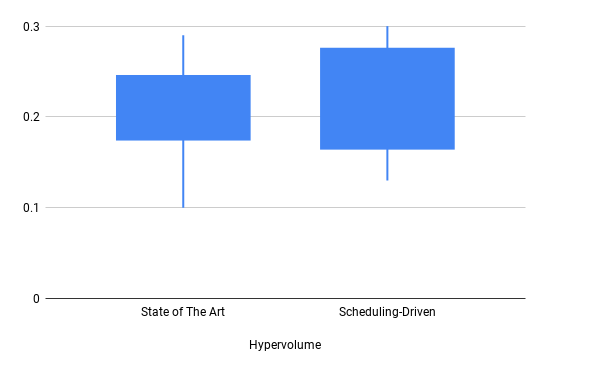 0.3
0.2
0.1
0
State of The Art
Scheduling-Driven
Hypervolume